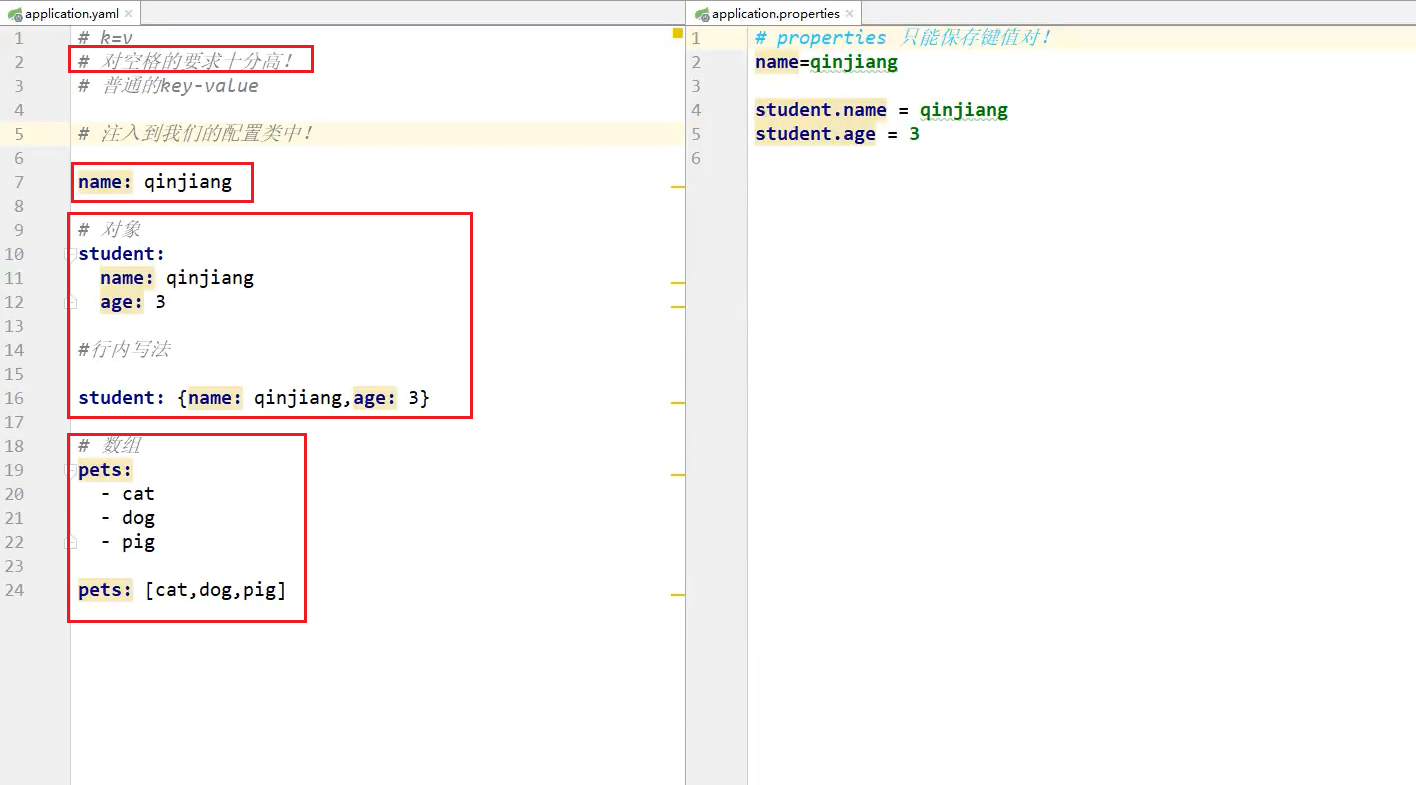 application.yaml
# k=v
# 对空格的要求十分高!
# 普通的key-value
# 注入到我们的配置类中!
name: qinjiang
# 对象
student:
name: qinjiang
age: 3
#行内写法
student: {name: qinjiang,age: 3}
# 数组
pets:
- cat
- dog
- pig
pets: [cat,dog,pig]
1
2
3
4
5
6
7
8
9
10
11
12
13
14
15
16
17
18
19
20
21
22
23
24
application.properties
# properties 只能保存键值对!
name=qinjiang
student.name = qinjiang
student.age = 3
1
2
3
4
5
6